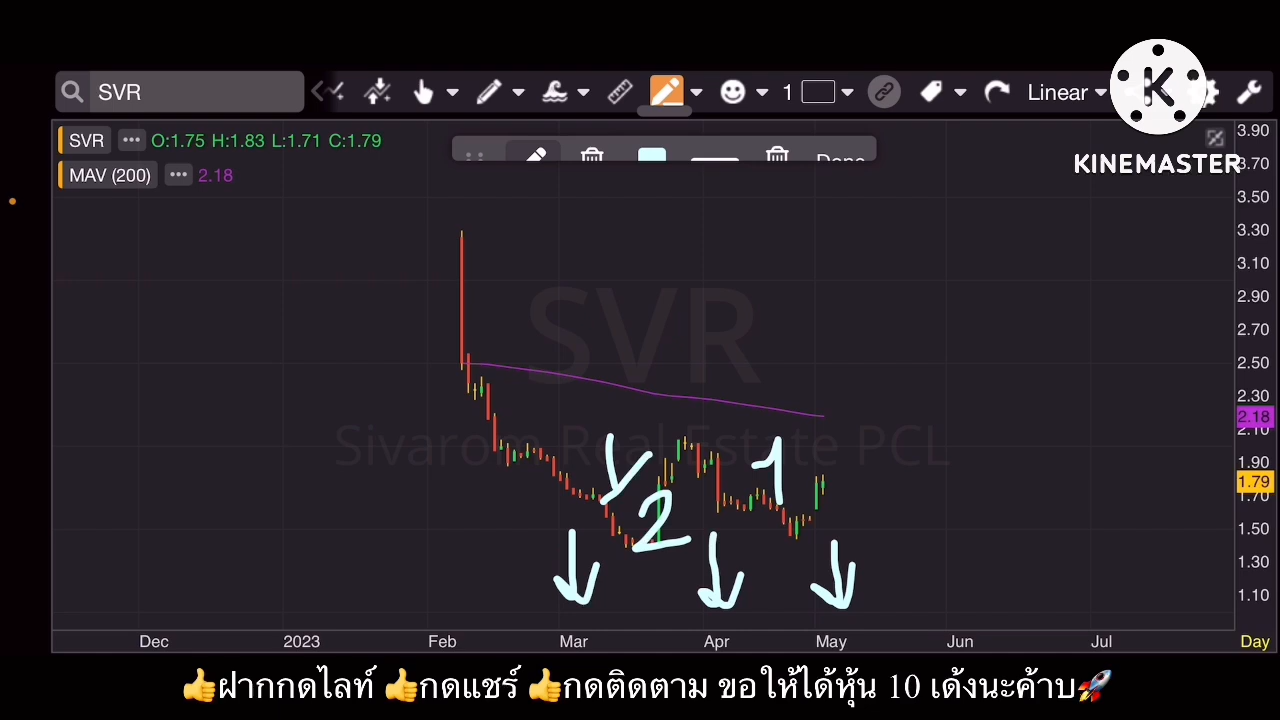 SVR
1
Linear
K
KINEMASTER
SVR ••• O:1.75 H:1.83 L:1.71 C:1.79
MAV (200) ••• 2.18
Done
3.90
3.70
3.50
3.30
3.10
2.90
2.70
2.50
2.30
2.18
2.10
1.90
1.79
1.70
1.50
1.30
1.10
SVR
Sivarom Real Estate PCL
1
2
Dec 2023 Feb Mar Apr May Jun Jul Day
👍ฝากกดไลท์ 👍กดแชร์ 👍กดติดตาม ขอให้ได้หุ้น 10 เด้งนะค้าบ🚀